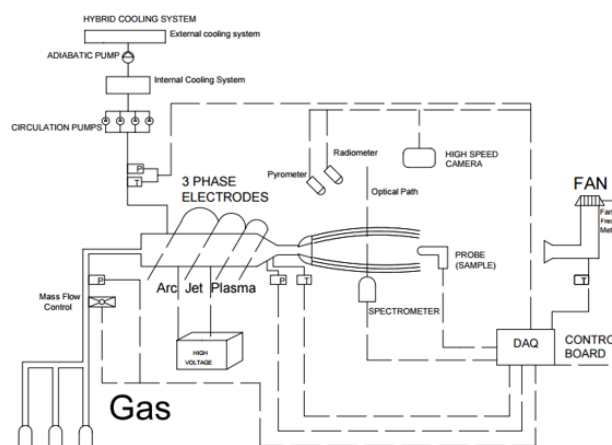 HYBRID COOLING SYSTEM
External cooling system
ADIABATIC PUMP
Internal Cooling System
CIRCULATION PUMPS
P
T
3 PHASE
ELECTRODES
Pyrometer
Radiometer
HIGH SPEED
CAMERA
Optical Path
FAN
Fan
Met
PROBE
(SAMPLE)
P
Mass Flow
Control
Arc Jet Plasma
P
T
T
SPECTROMETER
HIGH
VOLTAGE
DAQ
CONTRO
BOARD
Gas